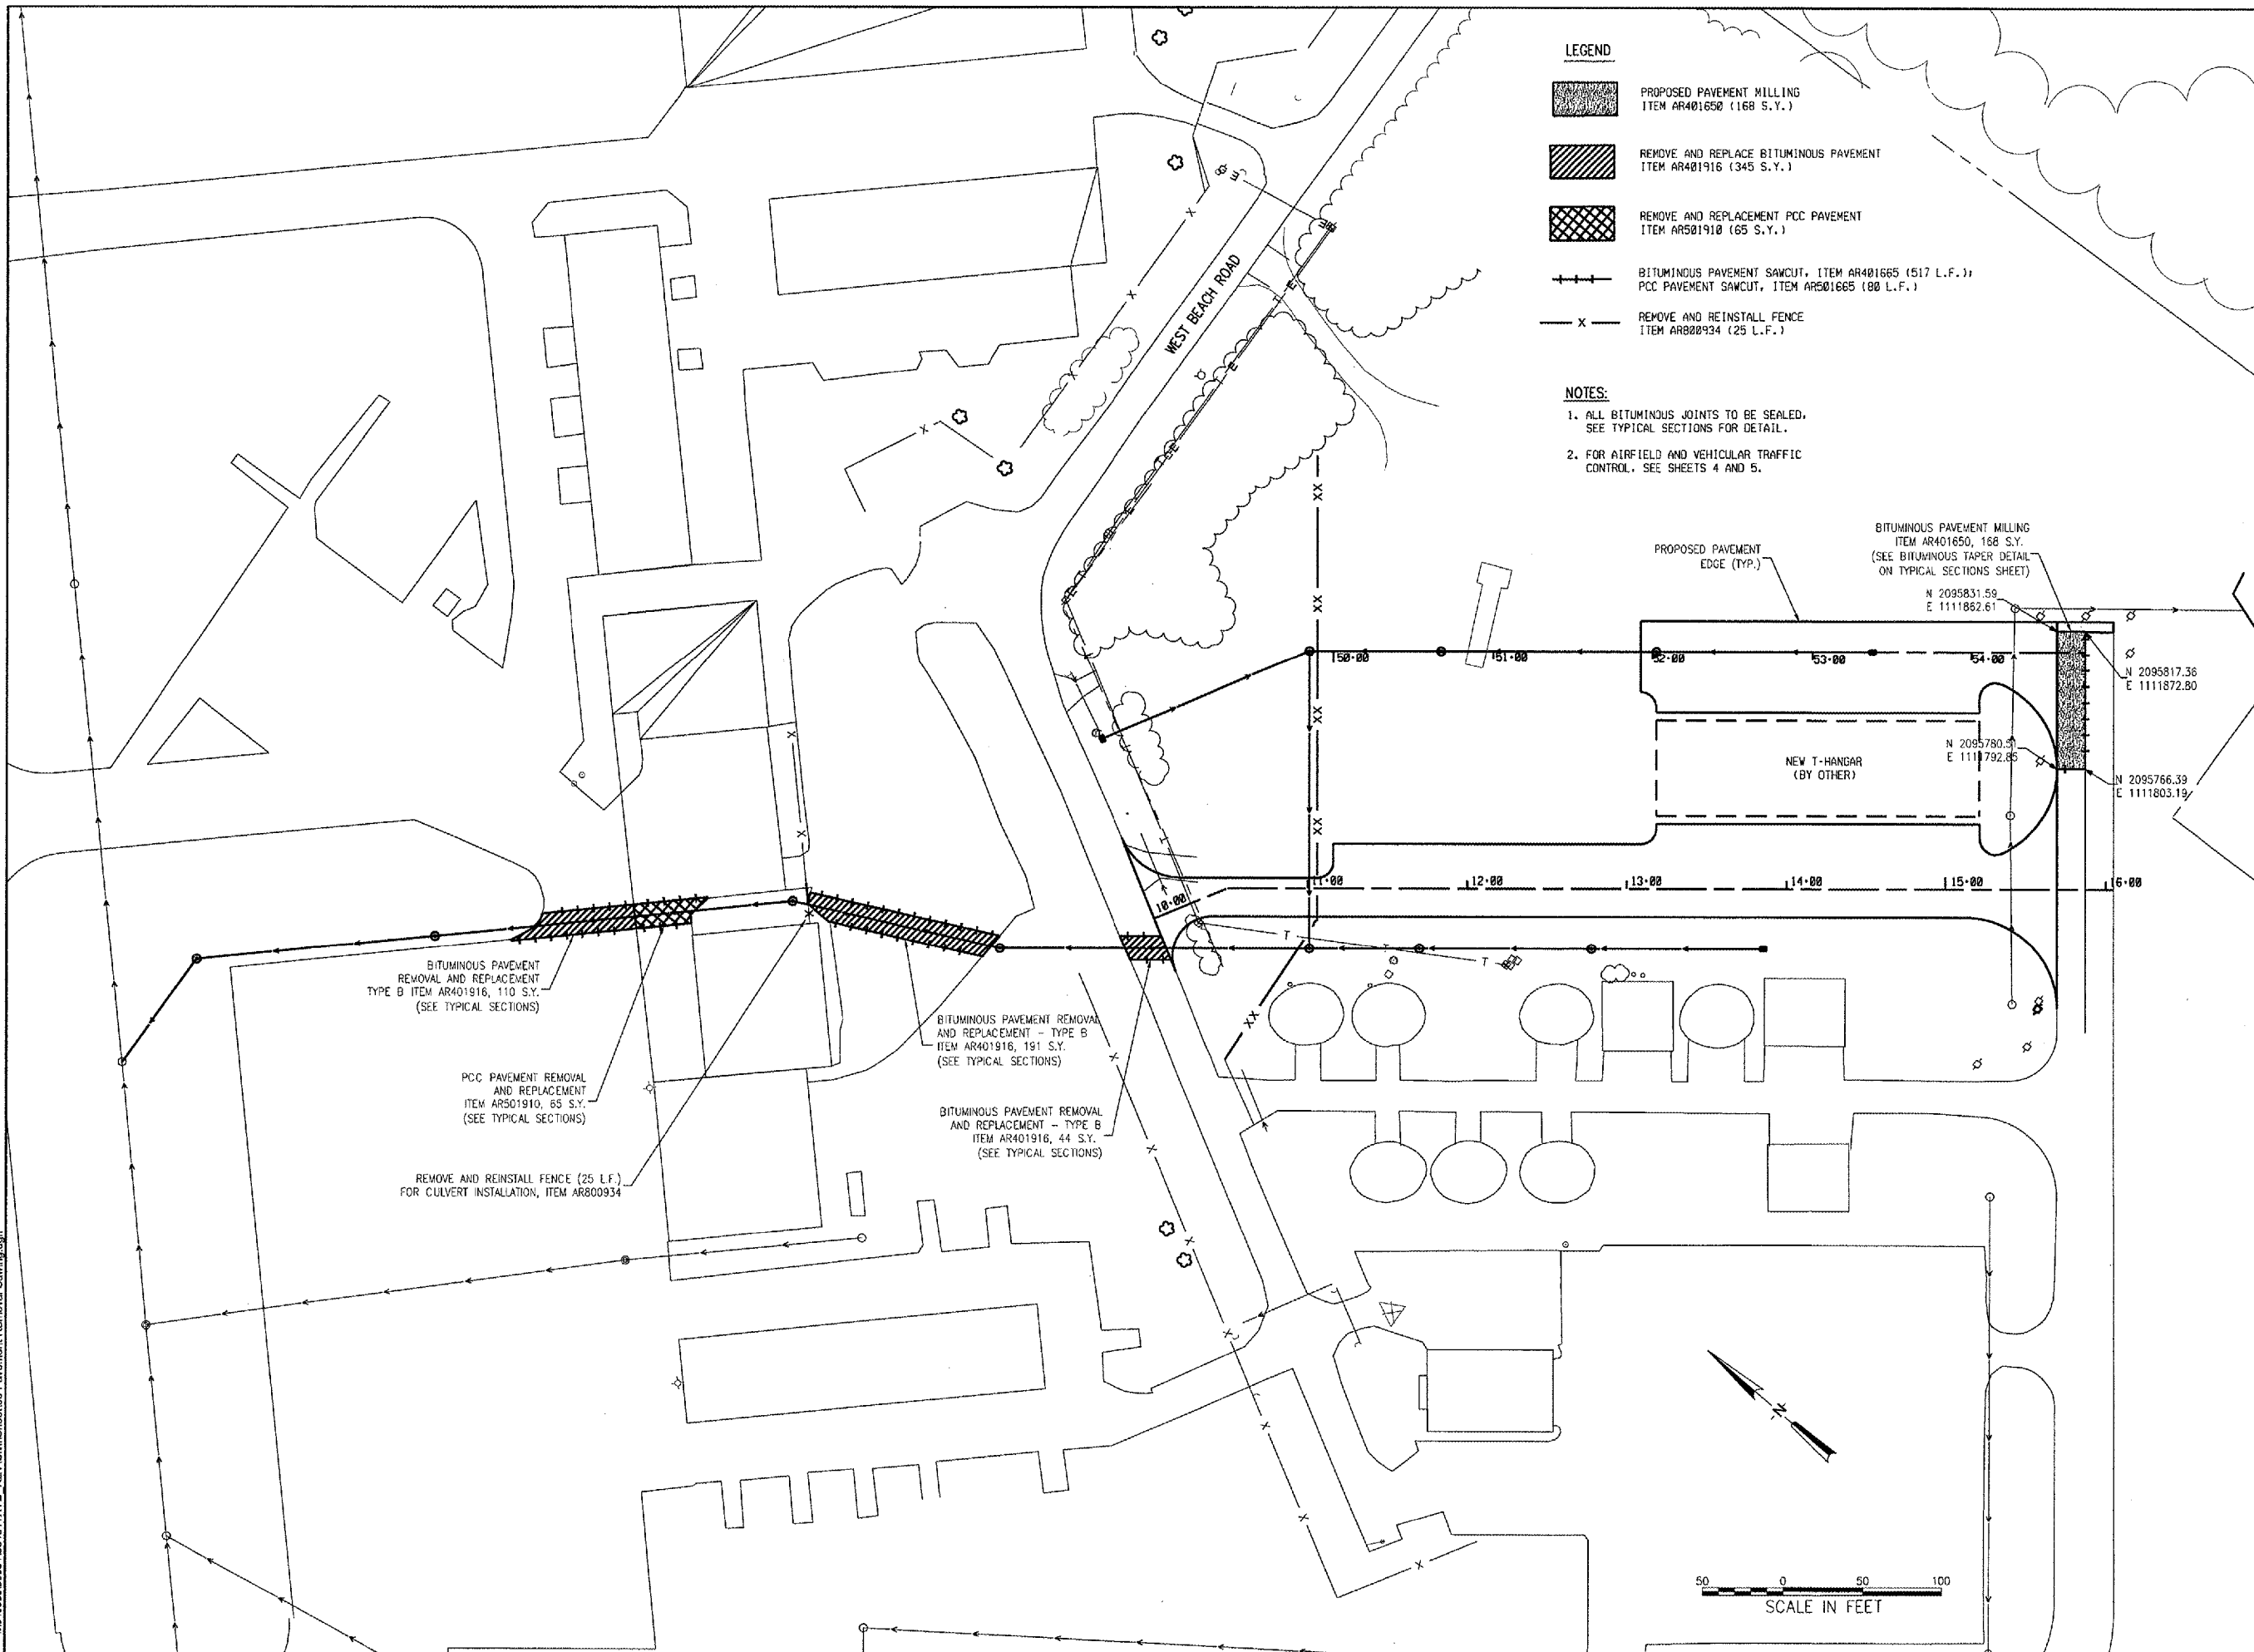 LEGEND
PROPOSED PAVEMENT MILLING
ITEM AR401650 (168 S.Y.)
REMOVE AND REPLACE BITUMINOUS PAVEMENT
ITEM AR401916 (345 S.Y.)
REMOVE AND REPLACEMENT PCC PAVEMENT
ITEM AR501910 (65 S.Y.)
BITUMINOUS PAVEMENT SAWCUT, ITEM AR401665 (517 L.F.);
PCC PAVEMENT SAWCUT, ITEM AR501665 (80 L.F.)
X
REMOVE AND REINSTALL FENCE
ITEM AR800934 (25 L.F.)
NOTES:
1. ALL BITUMINOUS JOINTS TO BE SEALED,
SEE TYPICAL SECTIONS FOR DETAIL.
2. FOR AIRFIELD AND VEHICULAR TRAFFIC
CONTROL, SEE SHEETS 4 AND 5.
WEST BEACH ROAD
PROPOSED PAVEMENT
EDGE (TYP.)
BITUMINOUS PAVEMENT MILLING
ITEM AR401650, 168 S.Y.
(SEE BITUMINOUS TAPER DETAIL
ON TYPICAL SECTIONS SHEET)
N 2095831.59
E 1111862.61
50+00
51+00
52+00
53+00
54+00
N 2095817.36
E 1111872.80
N 2095780.51
E 1111792.85
NEW T-HANGAR
(BY OTHER)
N 2095766.39
E 1111803.19
10+00
11+00
12+00
13+00
14+00
15+00
16+00
BITUMINOUS PAVEMENT
REMOVAL AND REPLACEMENT
TYPE B ITEM AR401916, 110 S.Y.
(SEE TYPICAL SECTIONS)
BITUMINOUS PAVEMENT REMOVAL
AND REPLACEMENT - TYPE B
ITEM AR401916, 191 S.Y.
(SEE TYPICAL SECTIONS)
PCC PAVEMENT REMOVAL
AND REPLACEMENT
ITEM AR501910, 65 S.Y.
(SEE TYPICAL SECTIONS)
BITUMINOUS PAVEMENT REMOVAL
AND REPLACEMENT - TYPE B
ITEM AR401916, 44 S.Y.
(SEE TYPICAL SECTIONS)
REMOVE AND REINSTALL FENCE (25 L.F.)
FOR CULVERT INSTALLATION, ITEM AR800934
N
50 0 50 100
SCALE IN FEET